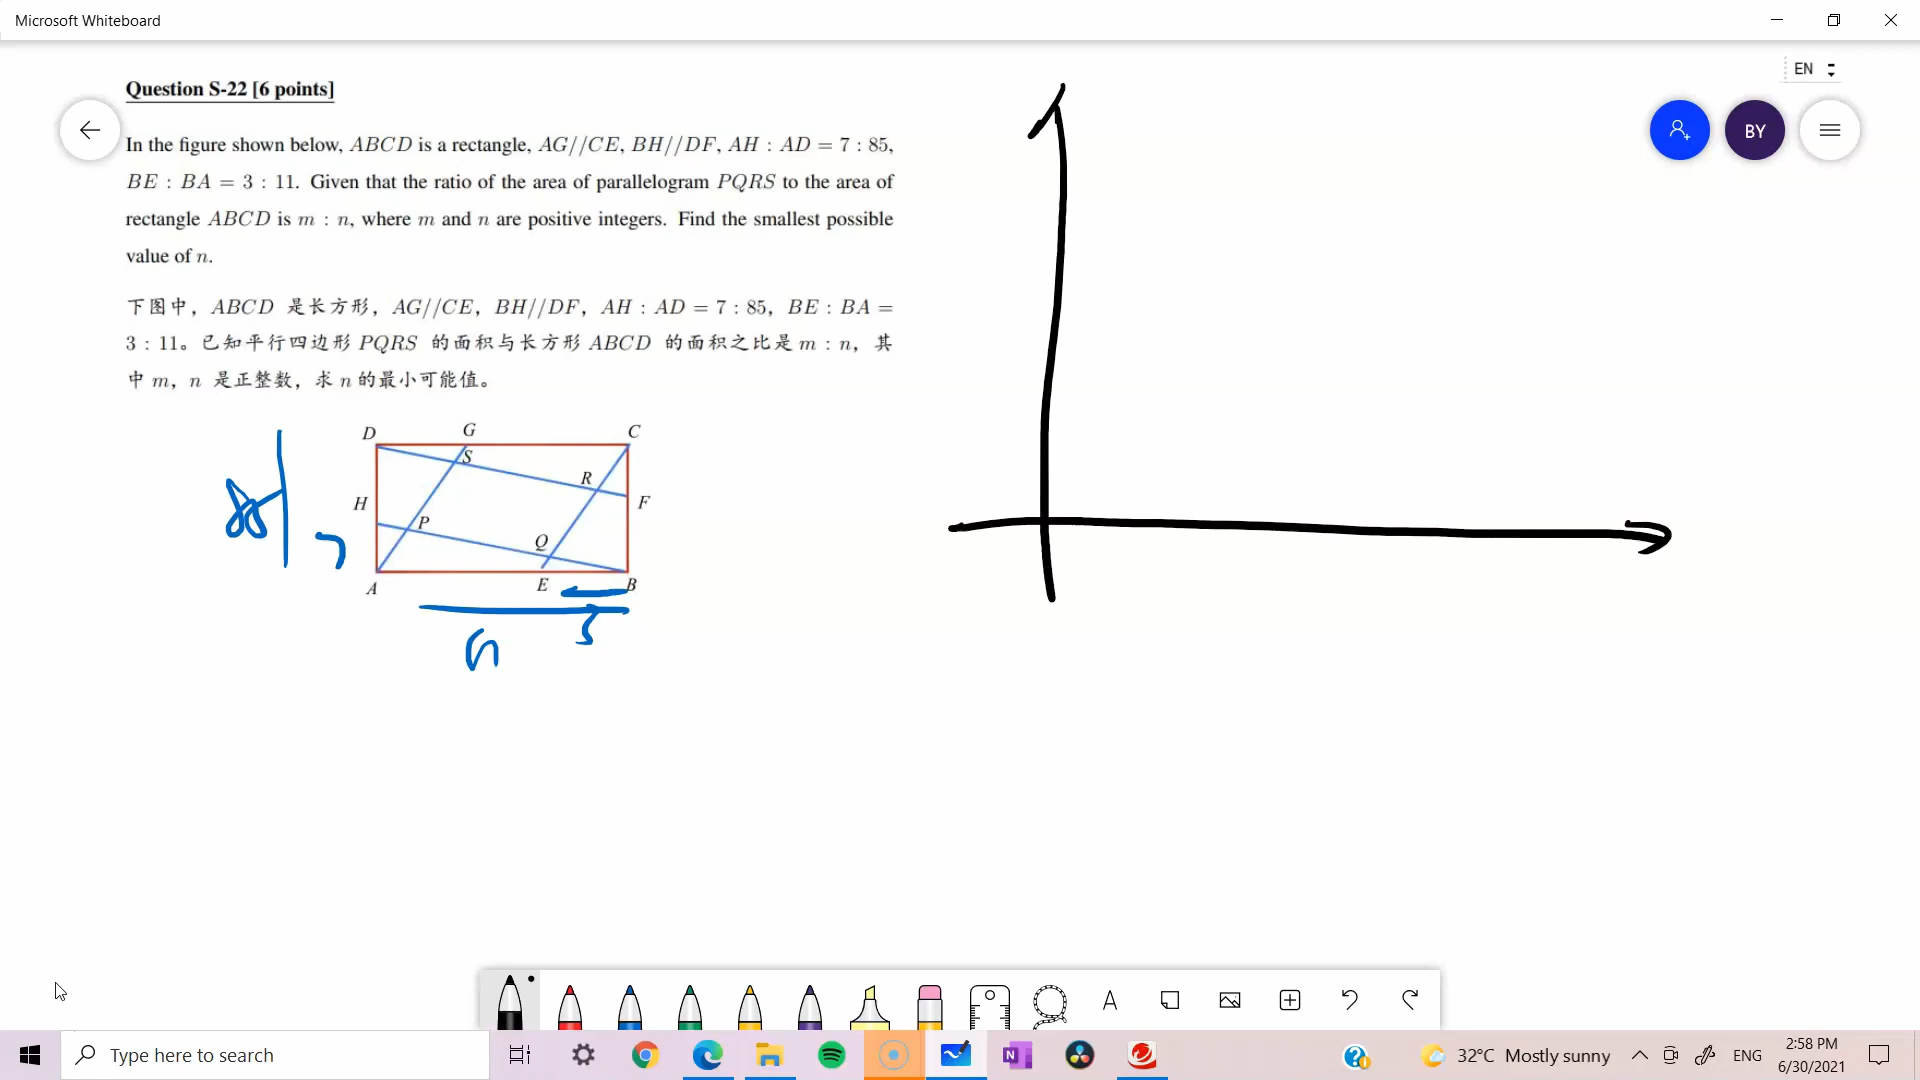 Microsoft Whiteboard
EN
Question S-22 [6 points]
BY
In the figure shown below, ABCD is a rectangle, AG//CE, BH//DF, AH : AD = 7 : 85,
BE : BA = 3 : 11. Given that the ratio of the area of parallelogram PQRS to the area of
rectangle ABCD is m : n, where m and n are positive integers. Find the smallest possible
value of n.
下图中，ABCD 是长方形，AG//CE，BH//DF，AH : AD = 7 : 85，BE : BA =
3 : 11。已知平行四边形 PQRS 的面积与长方形 ABCD 的面积之比是 m : n，其
中 m，n 是正整数，求 n 的最小可能值。
D G C
S
R
H F
P
Q
A E B
Type here to search
32°C Mostly sunny
ENG
2:58 PM
6/30/2021